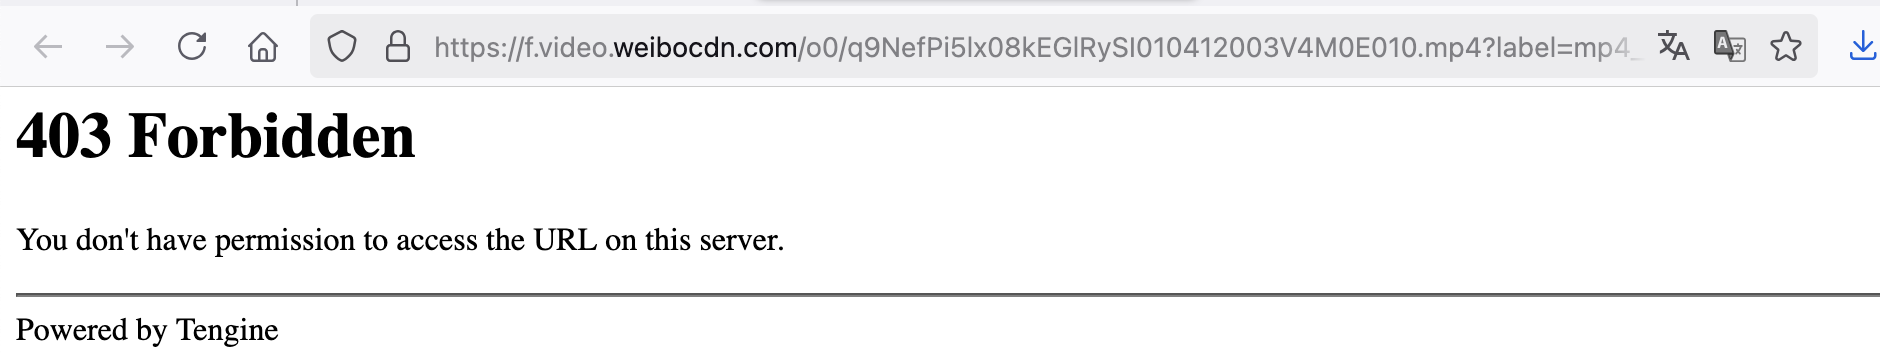 https://f.video.weibocdn.com/o0/q9NefPi5lx08kEGlRySI010412003V4M0E010.mp4?label=mp4_
403 Forbidden
You don't have permission to access the URL on this server.
Powered by Tengine